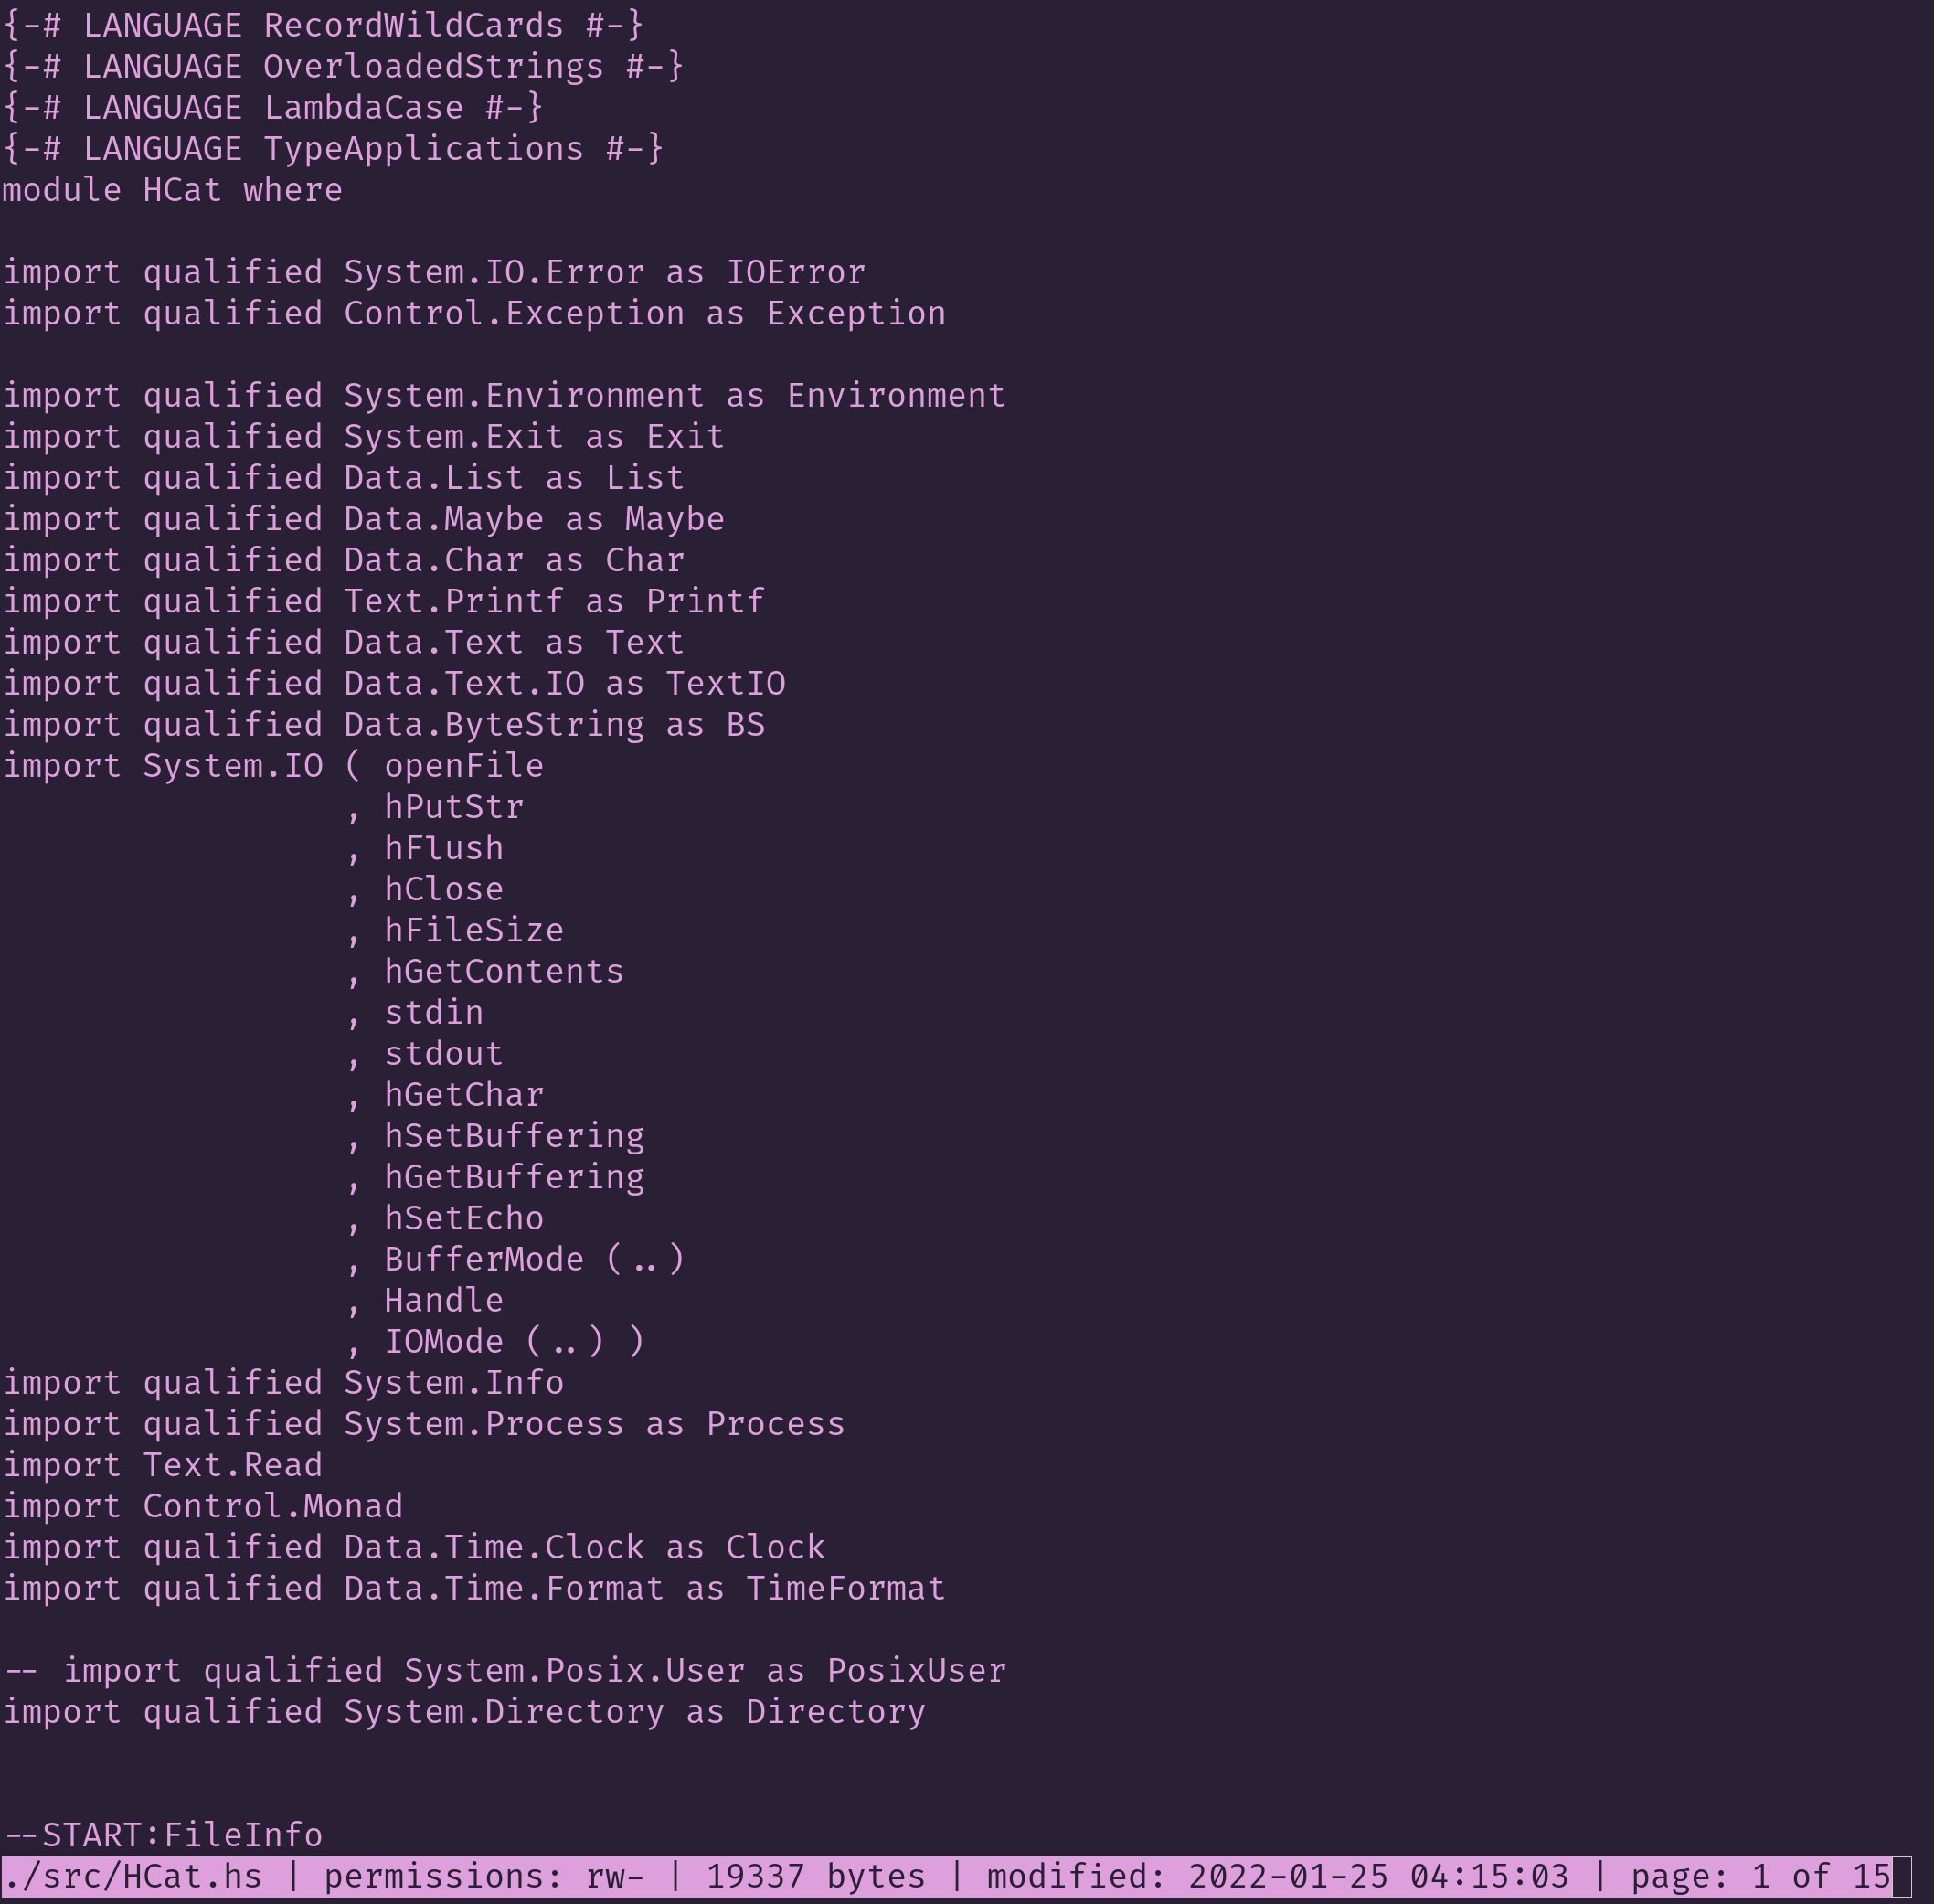 {-# LANGUAGE RecordWildCards #-}
{-# LANGUAGE OverloadedStrings #-}
{-# LANGUAGE LambdaCase #-}
{-# LANGUAGE TypeApplications #-}
module HCat where

import qualified System.IO.Error as IOError
import qualified Control.Exception as Exception

import qualified System.Environment as Environment
import qualified System.Exit as Exit
import qualified Data.List as List
import qualified Data.Maybe as Maybe
import qualified Data.Char as Char
import qualified Text.Printf as Printf
import qualified Data.Text as Text
import qualified Data.Text.IO as TextIO
import qualified Data.ByteString as BS
import System.IO ( openFile
                 , hPutStr
                 , hFlush
                 , hClose
                 , hFileSize
                 , hGetContents
                 , stdin
                 , stdout
                 , hGetChar
                 , hSetBuffering
                 , hGetBuffering
                 , hSetEcho
                 , BufferMode (..)
                 , Handle
                 , IOMode (..) )
import qualified System.Info
import qualified System.Process as Process
import Text.Read
import Control.Monad
import qualified Data.Time.Clock as Clock
import qualified Data.Time.Format as TimeFormat

-- import qualified System.Posix.User as PosixUser
import qualified System.Directory as Directory


--START:FileInfo
./src/HCat.hs | permissions: rw- | 19337 bytes | modified: 2022-01-25 04:15:03 | page: 1 of 15